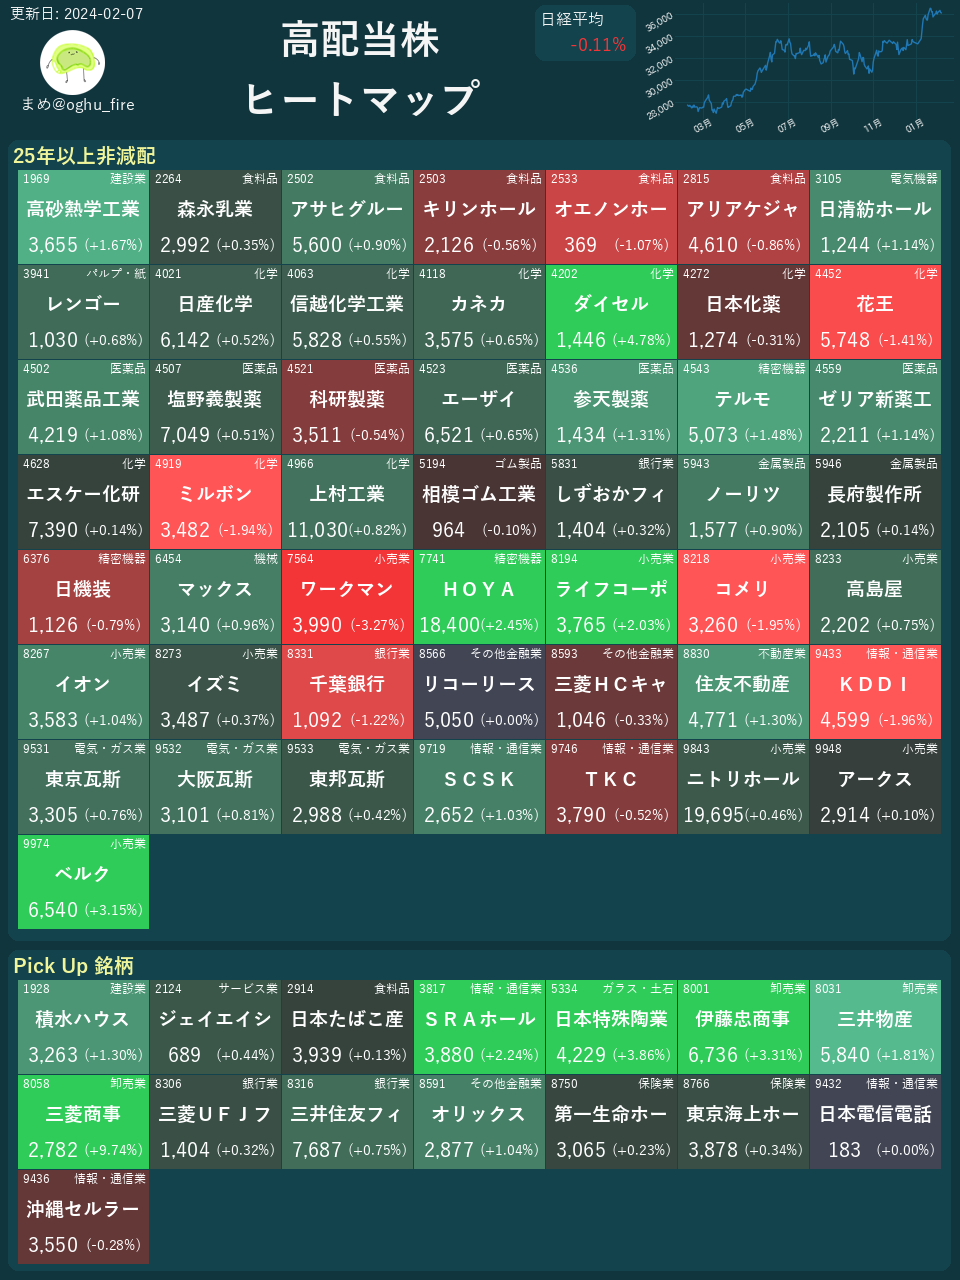 更新日: 2024-02-07
まめ@oghu_fire
高配当株
ヒートマップ
日経平均
-0.11%
36,000
34,000
32,000
30,000
28,000
03月 05月 07月 09月 11月 01月
25年以上非減配
1969 建設業 2264 食料品 2502 食料品 2503 食料品 2533 食料品 2815 食料品 3105 電気機器
高砂熱学工業 森永乳業 アサヒグルー キリンホール オエノンホー アリアケジャ 日清紡ホール
3,655 (+1.67%) 2,992 (+0.35%) 5,600 (+0.90%) 2,126 (-0.56%) 369 (-1.07%) 4,610 (-0.86%) 1,244 (+1.14%)
3941 パルプ・紙 4021 化学 4063 化学 4118 化学 4202 化学 4272 化学 4452 化学
レンゴー 日産化学 信越化学工業 カネカ ダイセル 日本化薬 花王
1,030 (+0.68%) 6,142 (+0.52%) 5,828 (+0.55%) 3,575 (+0.65%) 1,446 (+4.78%) 1,274 (-0.31%) 5,748 (-1.41%)
4502 医薬品 4507 医薬品 4521 医薬品 4523 医薬品 4536 医薬品 4543 精密機器 4559 医薬品
武田薬品工業 塩野義製薬 科研製薬 エーザイ 参天製薬 テルモ ゼリア新薬工
4,219 (+1.08%) 7,049 (+0.51%) 3,511 (-0.54%) 6,521 (+0.65%) 1,434 (+1.31%) 5,073 (+1.48%) 2,211 (+1.14%)
4628 化学 4919 化学 4966 化学 5194 ゴム製品 5831 銀行業 5943 金属製品 5946 金属製品
エスケー化研 ミルボン 上村工業 相模ゴム工業 しずおかフィ ノーリツ 長府製作所
7,390 (+0.14%) 3,482 (-1.94%) 11,030(+0.82%) 964 (-0.10%) 1,404 (+0.32%) 1,577 (+0.90%) 2,105 (+0.14%)
6376 精密機器 6454 機械 7564 小売業 7741 精密機器 8194 小売業 8218 小売業 8233 小売業
日機装 マックス ワークマン ＨＯＹＡ ライフコーポ コメリ 高島屋
1,126 (-0.79%) 3,140 (+0.96%) 3,990 (-3.27%) 18,400(+2.45%) 3,765 (+2.03%) 3,260 (-1.95%) 2,202 (+0.75%)
8267 小売業 8273 小売業 8331 銀行業 8566 その他金融業 8593 その他金融業 8830 不動産業 9433 情報・通信業
イオン イズミ 千葉銀行 リコーリース 三菱ＨＣキャ 住友不動産 ＫＤＤＩ
3,583 (+1.04%) 3,487 (+0.37%) 1,092 (-1.22%) 5,050 (+0.00%) 1,046 (-0.33%) 4,771 (+1.30%) 4,599 (-1.96%)
9531 電気・ガス業 9532 電気・ガス業 9533 電気・ガス業 9719 情報・通信業 9746 情報・通信業 9843 小売業 9948 小売業
東京瓦斯 大阪瓦斯 東邦瓦斯 ＳＣＳＫ ＴＫＣ ニトリホール アークス
3,305 (+0.76%) 3,101 (+0.81%) 2,988 (+0.42%) 2,652 (+1.03%) 3,790 (-0.52%) 19,695(+0.46%) 2,914 (+0.10%)
9974 小売業
ベルク
6,540 (+3.15%)
Pick Up 銘柄
1928 建設業 2124 サービス業 2914 食料品 3817 情報・通信業 5334 ガラス・土石 8001 卸売業 8031 卸売業
積水ハウス ジェイエイシ 日本たばこ産 ＳＲＡホール 日本特殊陶業 伊藤忠商事 三井物産
3,263 (+1.30%) 689 (+0.44%) 3,939 (+0.13%) 3,880 (+2.24%) 4,229 (+3.86%) 6,736 (+3.31%) 5,840 (+1.81%)
8058 卸売業 8306 銀行業 8316 銀行業 8591 その他金融業 8750 保険業 8766 保険業 9432 情報・通信業
三菱商事 三菱ＵＦＪフ 三井住友フィ オリックス 第一生命ホー 東京海上ホー 日本電信電話
2,782 (+9.74%) 1,404 (+0.32%) 7,687 (+0.75%) 2,877 (+1.04%) 3,065 (+0.23%) 3,878 (+0.34%) 183 (+0.00%)
9436 情報・通信業
沖縄セルラー
3,550 (-0.28%)